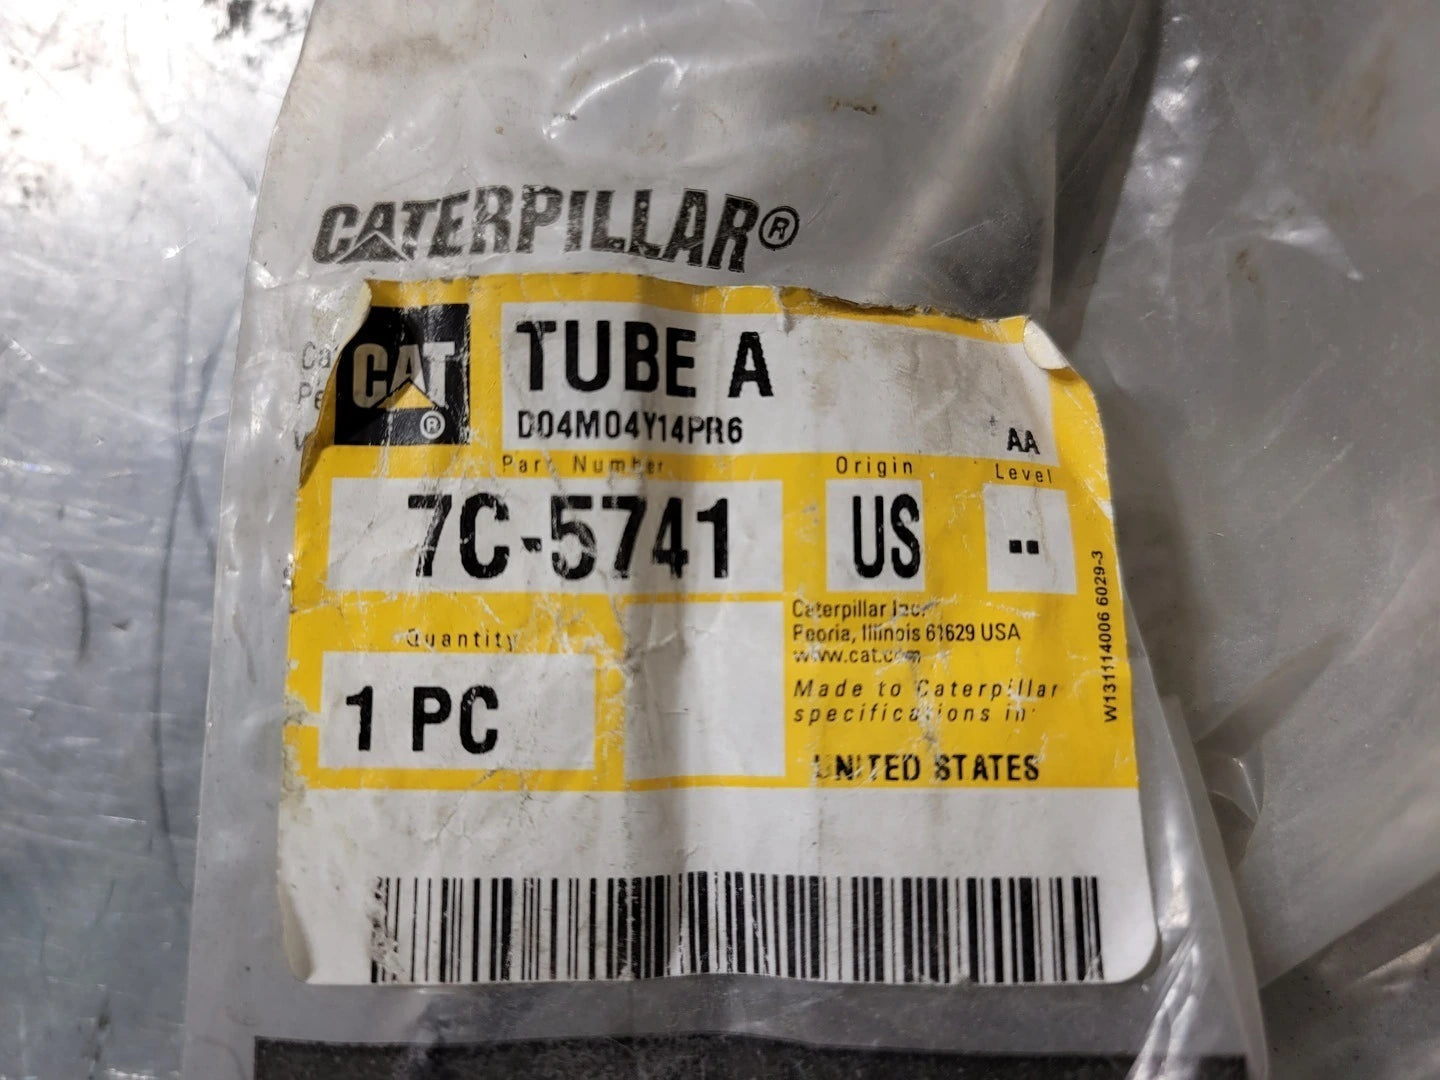 CATERPILLAR®
CAT®
TUBE A
D04M04Y14PR6
AA
Part Number
Origin
Level
7C-5741
US
--
Quantity
1 PC
Caterpillar Inc.
Peoria, Illinois 61629 USA
www.cat.com
Made to Caterpillar
specifications in
UNITED STATES
W131114006 6029-3